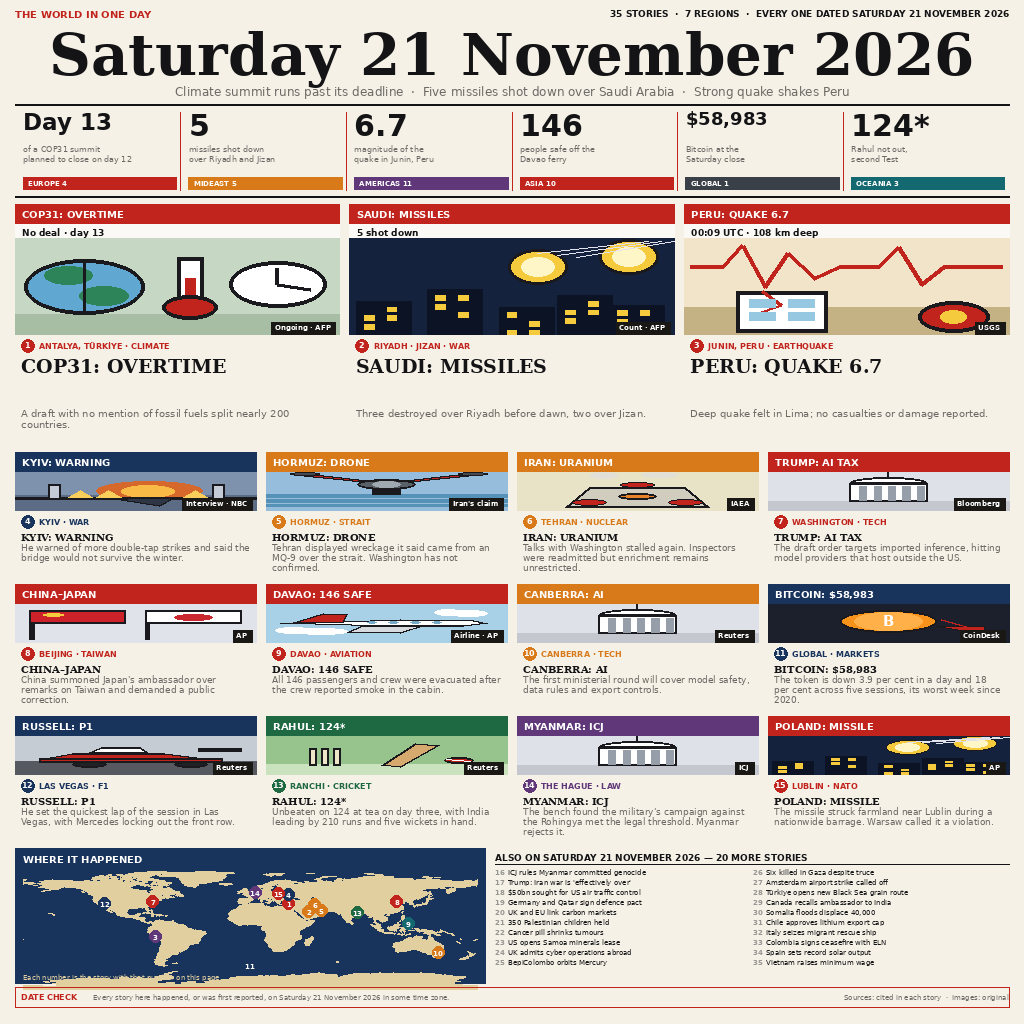 THE WORLD IN ONE DAY
35 STORIES · 7 REGIONS · EVERY ONE DATED SATURDAY 21 NOVEMBER 2026
Saturday 21 November 2026
Climate summit runs past its deadline · Five missiles shot down over Saudi Arabia · Strong quake shakes Peru
Day 13
of a COP31 summit
planned to close on day 12
EUROPE 4
5
missiles shot down
over Riyadh and Jizan
MIDEAST 5
6.7
magnitude of the
quake in Junin, Peru
AMERICAS 11
146
people safe off the
Davao ferry
ASIA 10
$58,983
Bitcoin at the
Saturday close
GLOBAL 1
124*
Rahul not out,
second Test
OCEANIA 3
COP31: OVERTIME
No deal · day 13
Ongoing · AFP
1 ANTALYA, TÜRKİYE · CLIMATE
COP31: OVERTIME
A draft with no mention of fossil fuels split nearly 200
countries.
SAUDI: MISSILES
5 shot down
Count · AFP
2 RIYADH · JIZAN · WAR
SAUDI: MISSILES
Three destroyed over Riyadh before dawn, two over Jizan.
PERU: QUAKE 6.7
00:09 UTC · 108 km deep
USGS
3 JUNIN, PERU · EARTHQUAKE
PERU: QUAKE 6.7
Deep quake felt in Lima; no casualties or damage reported.
KYIV: WARNING
Interview · NBC
4 KYIV · WAR
KYIV: WARNING
He warned of more double-tap strikes and said the
bridge would not survive the winter.
HORMUZ: DRONE
Iran's claim
5 HORMUZ · STRAIT
HORMUZ: DRONE
Tehran displayed wreckage it said came from an
MQ-9 over the strait. Washington has not
confirmed.
IRAN: URANIUM
IAEA
6 TEHRAN · NUCLEAR
IRAN: URANIUM
Talks with Washington stalled again. Inspectors
were readmitted but enrichment remains
unrestricted.
TRUMP: AI TAX
Bloomberg
7 WASHINGTON · TECH
TRUMP: AI TAX
The draft order targets imported inference, hitting
model providers that host outside the US.
CHINA–JAPAN
AP
8 BEIJING · TAIWAN
CHINA–JAPAN
China summoned Japan's ambassador over
remarks on Taiwan and demanded a public
correction.
DAVAO: 146 SAFE
Airline · AP
9 DAVAO · AVIATION
DAVAO: 146 SAFE
All 146 passengers and crew were evacuated after
the crew reported smoke in the cabin.
CANBERRA: AI
Reuters
10 CANBERRA · TECH
CANBERRA: AI
The first ministerial round will cover model safety,
data rules and export controls.
BITCOIN: $58,983
B
CoinDesk
11 GLOBAL · MARKETS
BITCOIN: $58,983
The token is down 3.9 per cent in a day and 18
per cent across five sessions, its worst week since
2020.
RUSSELL: P1
Reuters
12 LAS VEGAS · F1
RUSSELL: P1
He set the quickest lap of the session in Las
Vegas, with Mercedes locking out the front row.
RAHUL: 124*
Reuters
13 RANCHI · CRICKET
RAHUL: 124*
Unbeaten on 124 at tea on day three, with India
leading by 210 runs and five wickets in hand.
MYANMAR: ICJ
ICJ
14 THE HAGUE · LAW
MYANMAR: ICJ
The bench found the military's campaign against
the Rohingya met the legal threshold. Myanmar
rejects it.
POLAND: MISSILE
AP
15 LUBLIN · NATO
POLAND: MISSILE
The missile struck farmland near Lublin during a
nationwide barrage. Warsaw called it a violation.
WHERE IT HAPPENED
12
7
3
14
15
4
1
6
2
5
13
8
9
10
11
Each number is the story with that on this page
ALSO ON SATURDAY 21 NOVEMBER 2026 — 20 MORE STORIES
16 ICJ rules Myanmar committed genocide
17 Trump: Iran war is 'effectively over'
18 $50bn sought for US air traffic control
19 Germany and Qatar sign defence pact
20 UK and EU link carbon markets
21 350 Palestinian children held
22 Cancer pill shrinks tumours
23 US opens Samoa minerals lease
24 UK admits cyber operations abroad
25 BepiColombo orbits Mercury
26 Six killed in Gaza despite truce
27 Amsterdam airport strike called off
28 Türkiye opens new Black Sea grain route
29 Canada recalls ambassador to India
30 Somalia floods displace 40,000
31 Chile approves lithium export cap
32 Italy seizes migrant rescue ship
33 Colombia signs ceasefire with ELN
34 Spain sets record solar output
35 Vietnam raises minimum wage
DATE CHECK
Every story here happened, or was first reported, on Saturday 21 November 2026 in some time zone.
Sources: cited in each story · Images: original